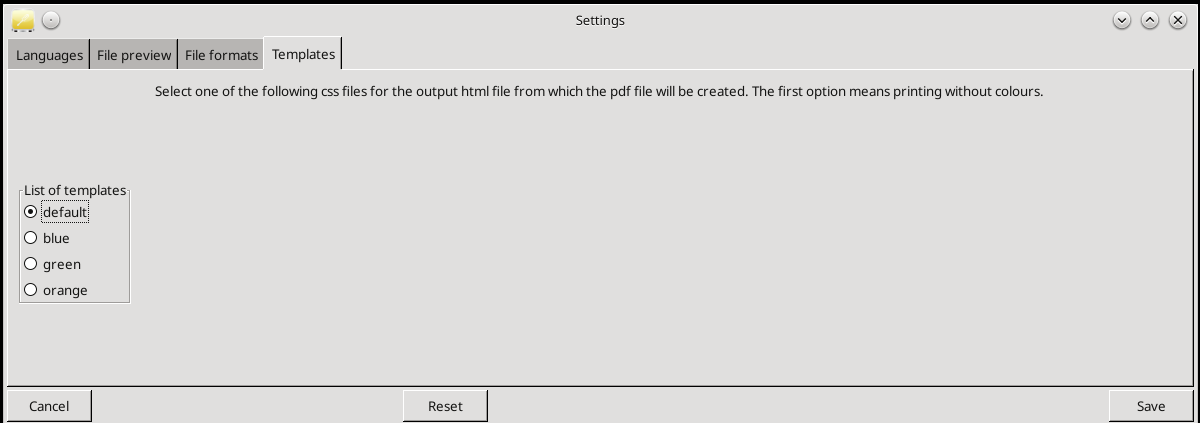 Settings
Languages File preview File formats Templates
Select one of the following css files for the output html file from which the pdf file will be created. The first option means printing without colours.
List of templates
default
blue
green
orange
Cancel Reset Save